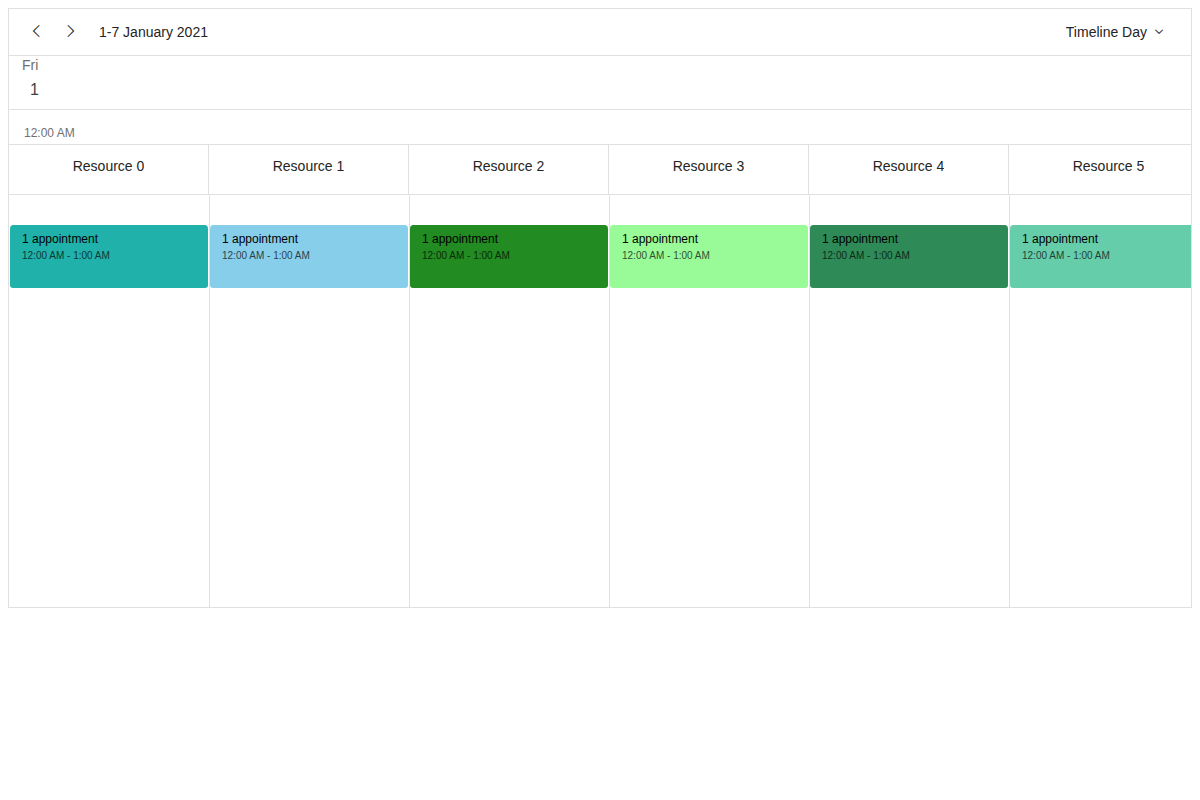 1-7 January 2021 Timeline Day
Fri
1
12:00 AM
Resource 0 Resource 1 Resource 2 Resource 3 Resource 4 Resource 5
1 appointment 1 appointment 1 appointment 1 appointment 1 appointment 1 appointment
12:00 AM - 1:00 AM 12:00 AM - 1:00 AM 12:00 AM - 1:00 AM 12:00 AM - 1:00 AM 12:00 AM - 1:00 AM 12:00 AM - 1:00 AM